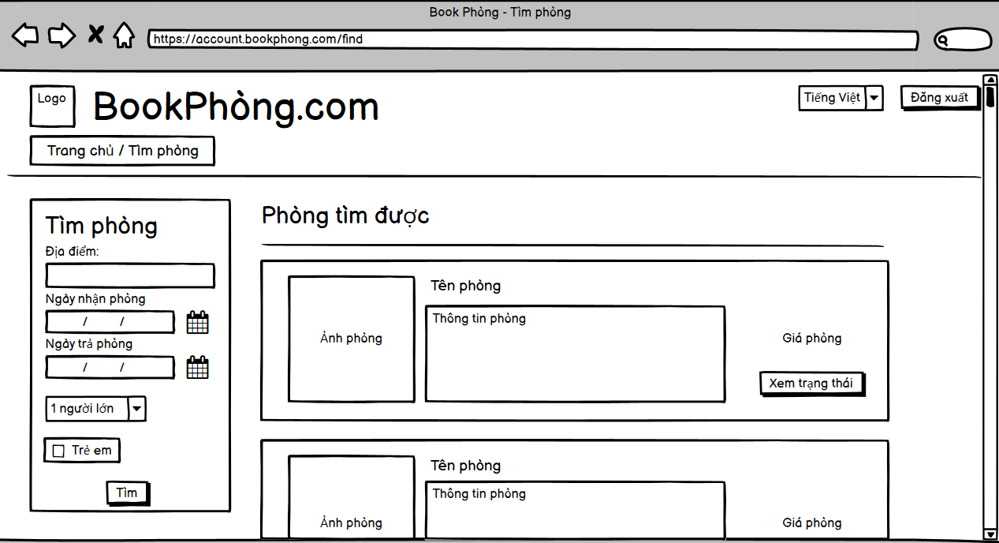 Book Phòng - Tìm phòng
https://account.bookphong.com/find
Logo
BookPhòng.com
Tiếng Việt
Đăng xuất
Trang chủ / Tìm phòng
Tìm phòng
Địa điểm:
Ngày nhận phòng
/ /
Ngày trả phòng
/ /
1 người lớn
Trẻ em
Tìm
Phòng tìm được
Ảnh phòng
Tên phòng
Thông tin phòng
Giá phòng
Xem trạng thái
Ảnh phòng
Tên phòng
Thông tin phòng
Giá phòng